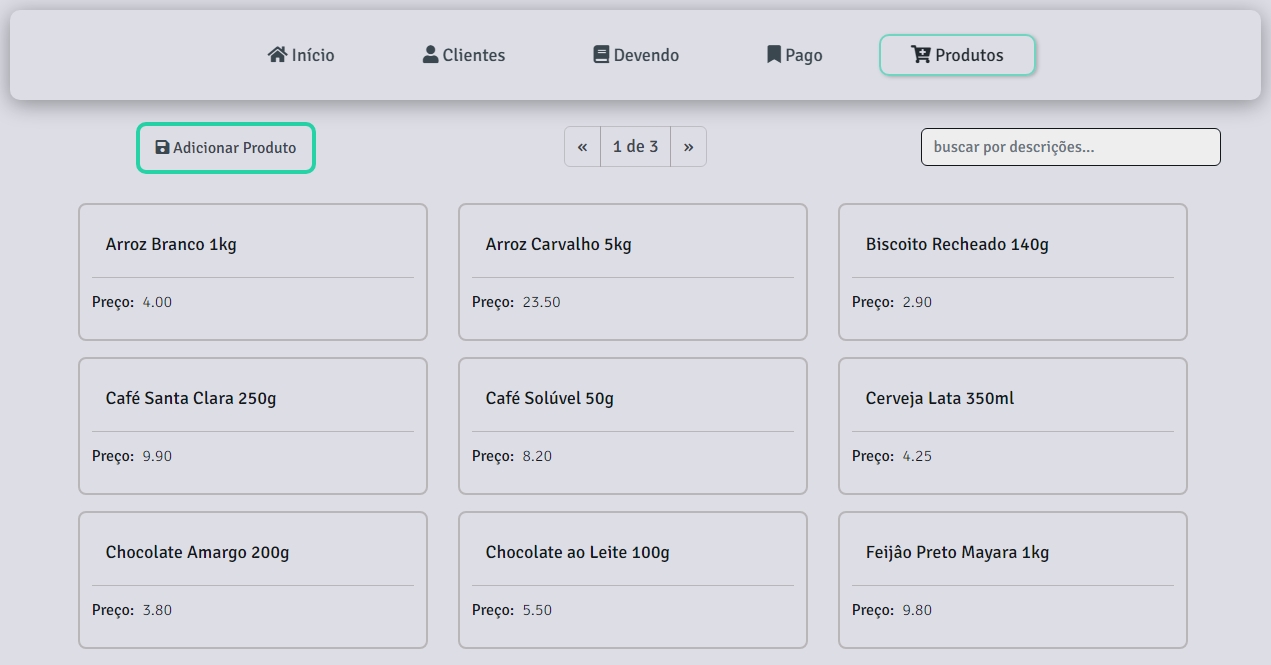 Início Clientes Devendo Pago Produtos
Adicionar Produto « 1 de 3 » buscar por descrições...
Arroz Branco 1kg Arroz Carvalho 5kg Biscoito Recheado 140g
Preço: 4.00 Preço: 23.50 Preço: 2.90
Café Santa Clara 250g Café Solúvel 50g Cerveja Lata 350ml
Preço: 9.90 Preço: 8.20 Preço: 4.25
Chocolate Amargo 200g Chocolate ao Leite 100g Feijâo Preto Mayara 1kg
Preço: 3.80 Preço: 5.50 Preço: 9.80